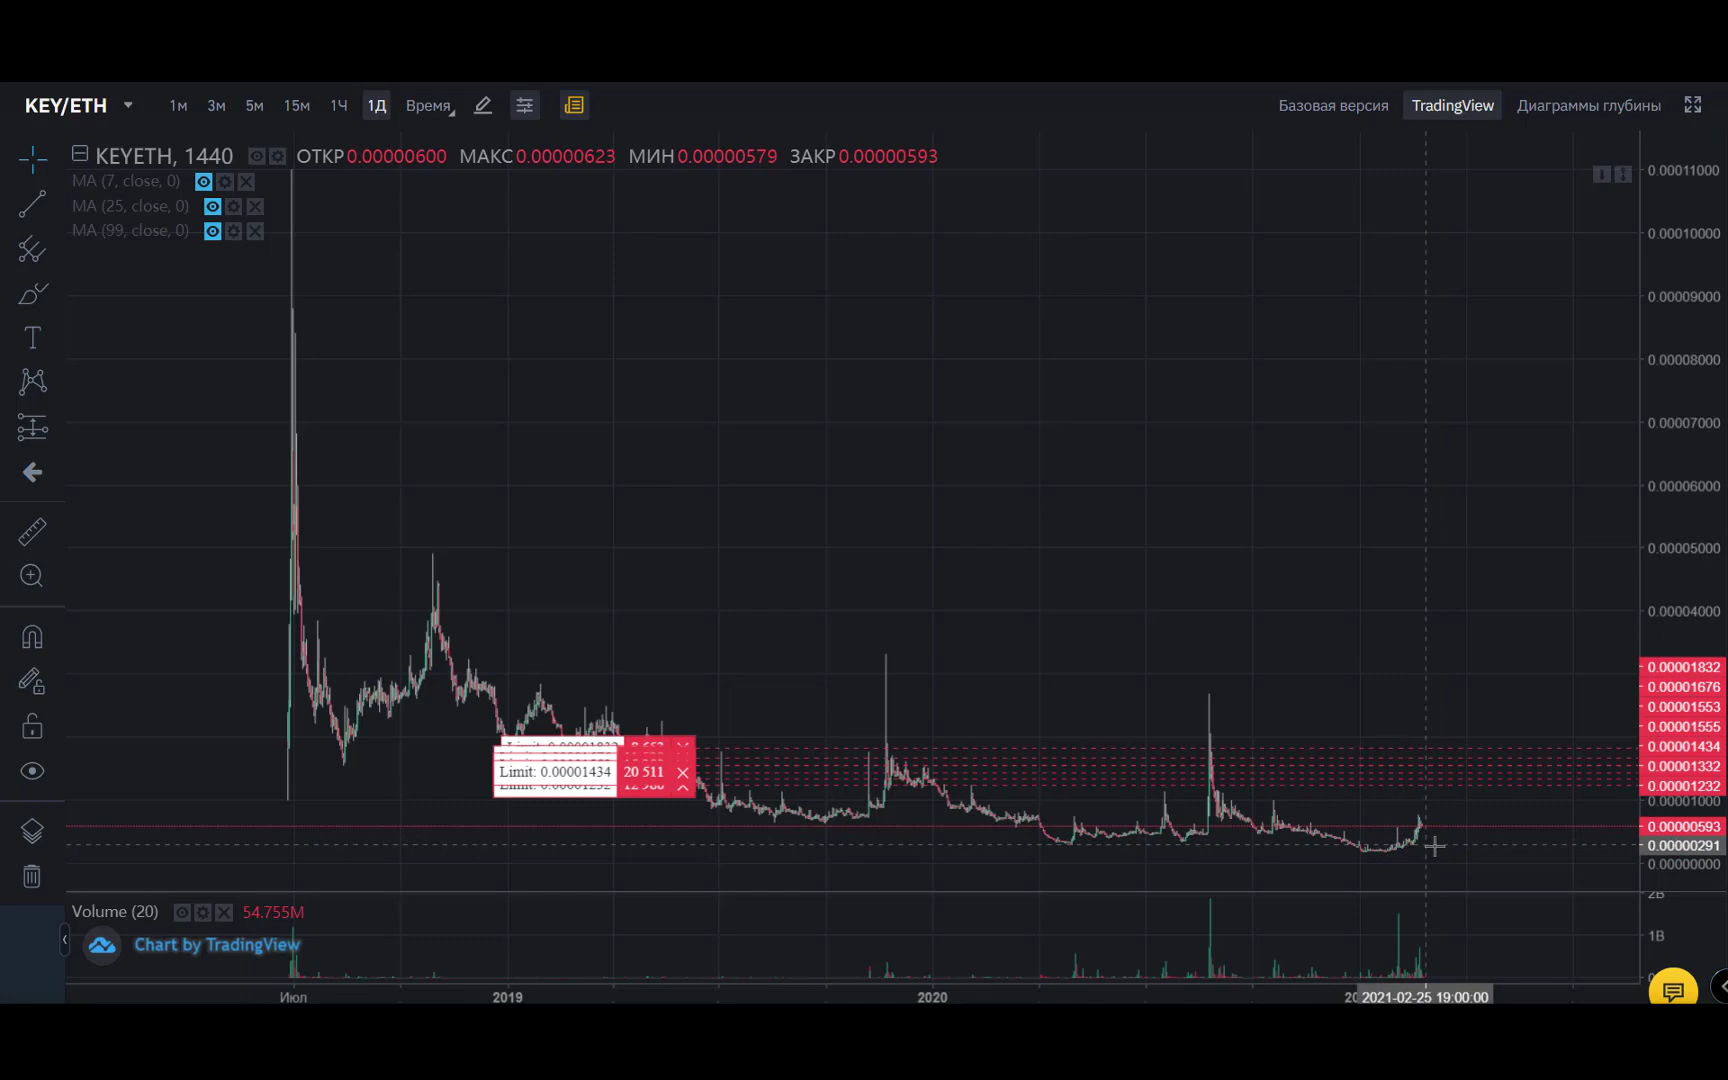 KEY/ETH 1м 3м 5м 15м 1Ч 1Д Время Базовая версия TradingView Диаграммы глубины
KEYETH, 1440 ОТКР 0.00000600 МАКС 0.00000623 МИН 0.00000579 ЗАКР 0.00000593
MA (7, close, 0)
MA (25, close, 0)
MA (99, close, 0)
0.00011000
0.00010000
0.00009000
0.00008000
0.00007000
0.00006000
0.00005000
0.00004000
0.00001832
0.00001676
0.00001553
0.00001555
0.00001434
0.00001332
0.00001232
0.00001000
0.00000593
0.00000291
0.00000000
Limit: 0.00001434 20 511
Volume (20) 54.755M
2B
1B
Chart by TradingView
Июл 2019 2020 2021-02-25 19:00:00